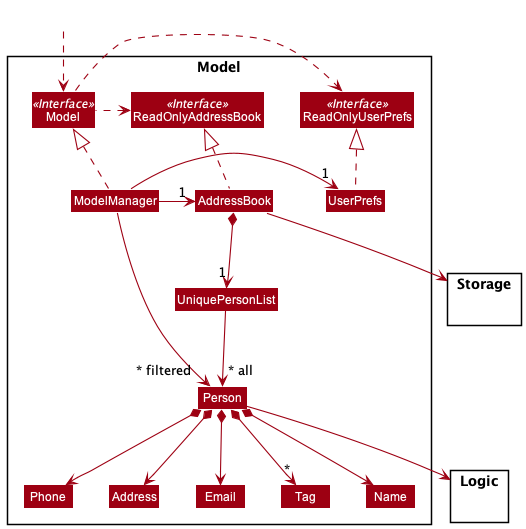 Model
«Interface»
Model
«Interface»
ReadOnlyAddressBook
«Interface»
ReadOnlyUserPrefs
1
ModelManager
1
AddressBook
UserPrefs
1
UniquePersonList
Storage
* filtered
* all
Person
*
Phone
Address
Email
Tag
Name
Logic